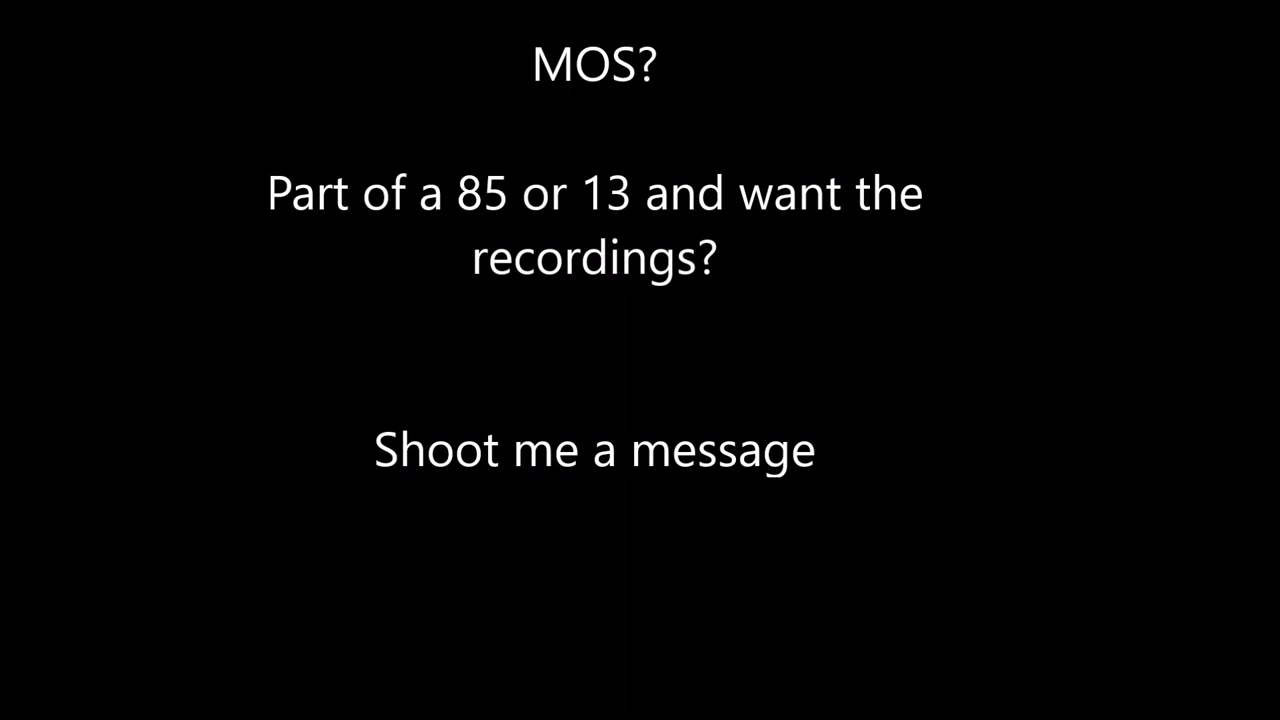 MOS?
Part of a 85 or 13 and want the
recordings?
Shoot me a message